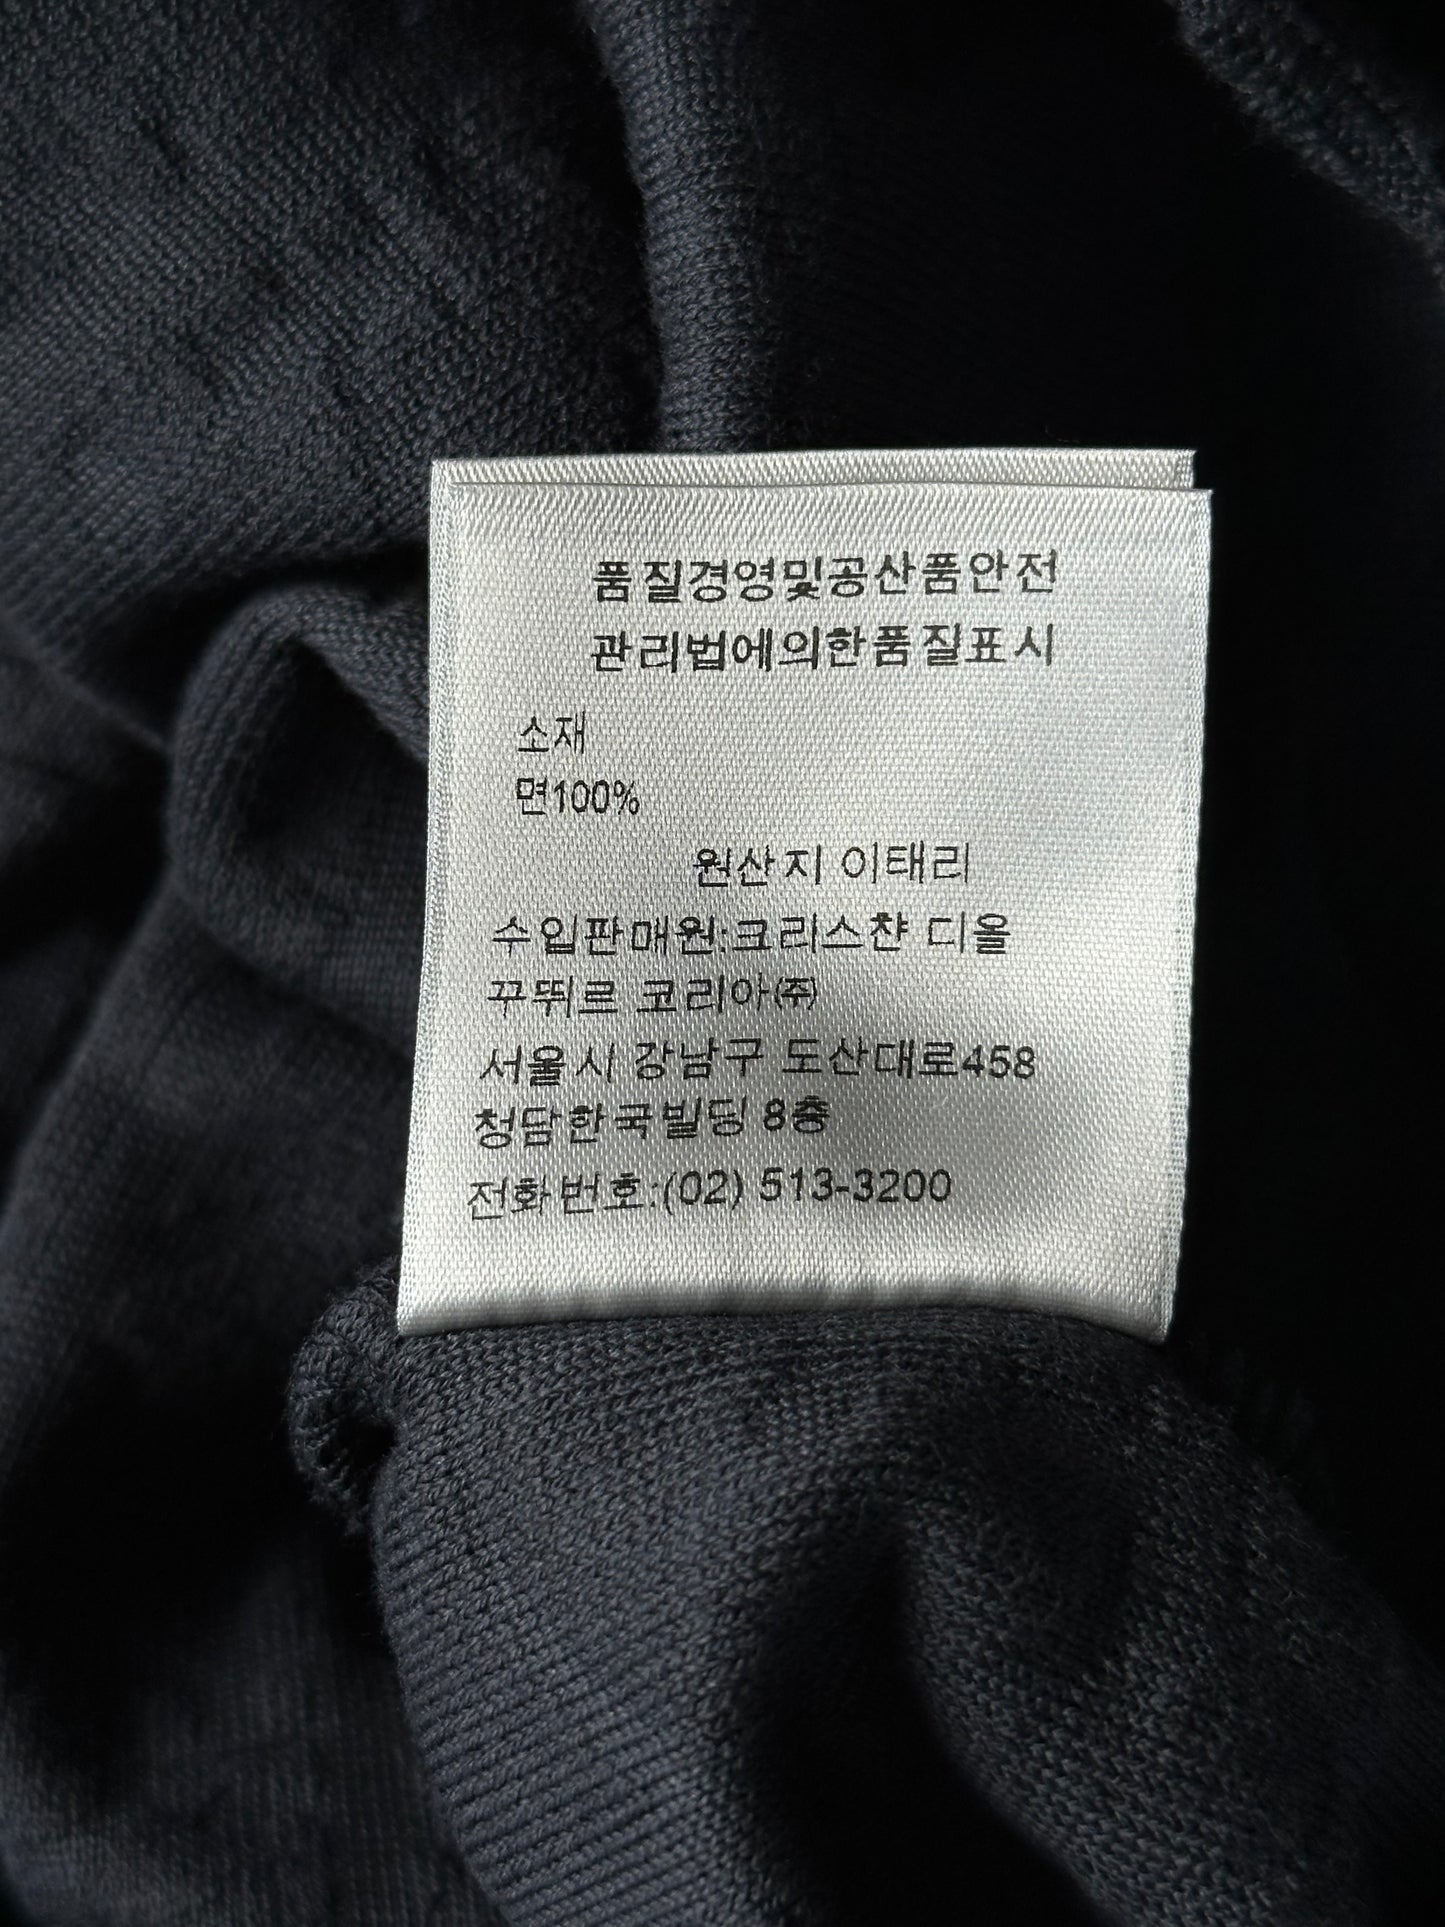 품질경영및공산품안전
관리법에의한품질표시
소재
면100%
원산지 이태리
수입판매원:크리스챤 디올
꾸뛰르 코리아㈜
서울시 강남구 도산대로458
청담한국빌딩 8층
전화번호:(02) 513-3200